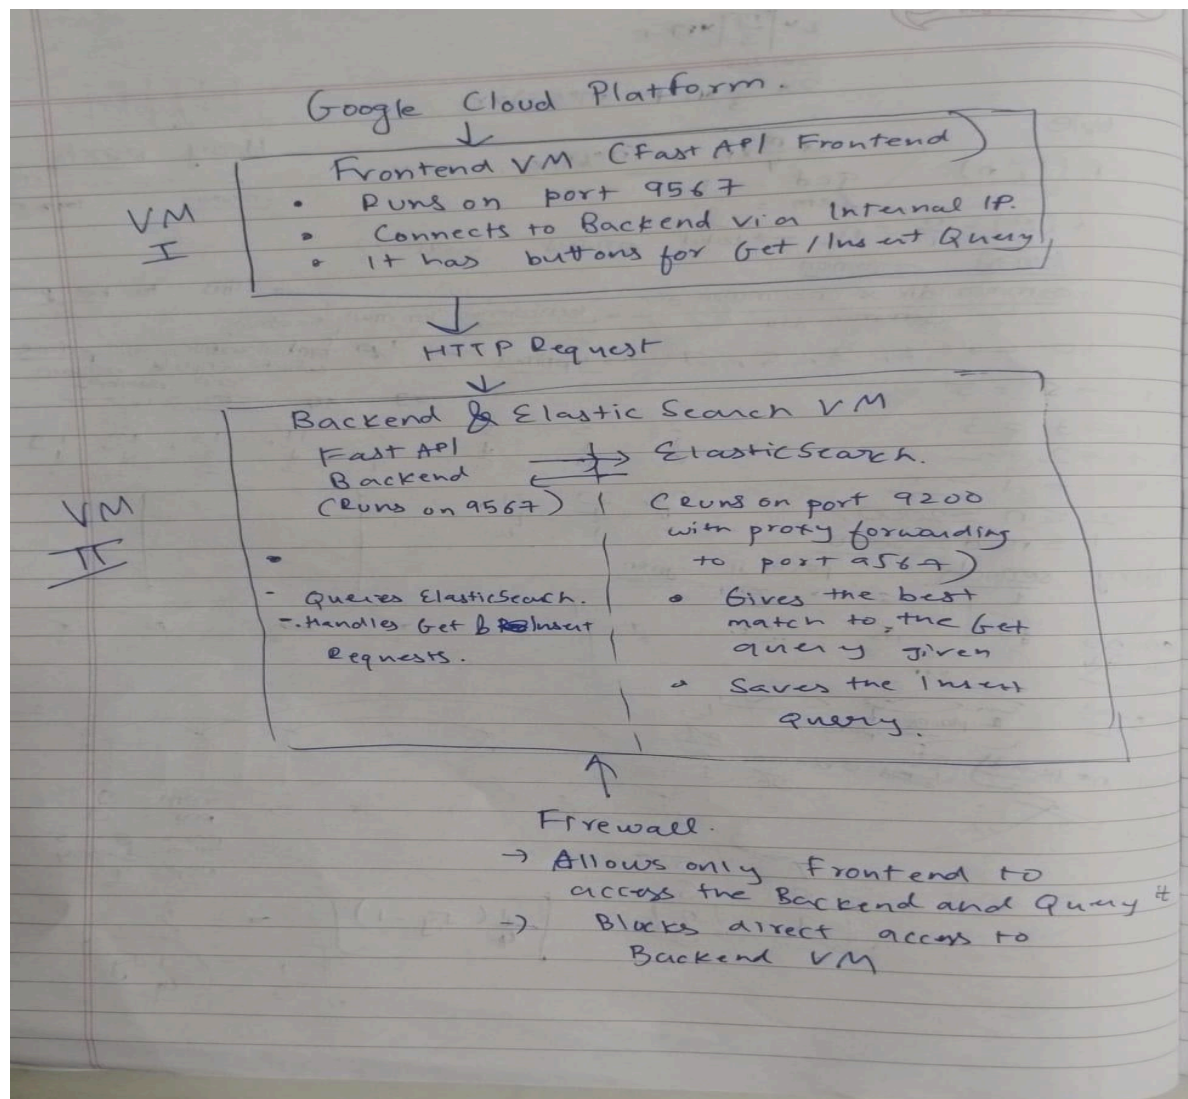 Google Cloud Platform.
Frontend VM (Fast API Frontend)
VM
I
• Runs on port 9567
• Connects to Backend via Internal IP.
• It has buttons for Get / Insert Query
HTTP Request
Backend & Elastic Search VM
Fast API
Backend
(Runs on 9567)
ElasticSearch.
(Runs on port 9200
with proxy forwarding
to port 9567)
VM
II
•
- Queries ElasticSearch.
- Handles Get & Insert
Requests.
• Gives the best
match to, the Get
query given
• Saves the insert
query.
Firewall.
→ Allows only frontend to
access the Backend and Query it
→ Blocks direct access to
Backend VM